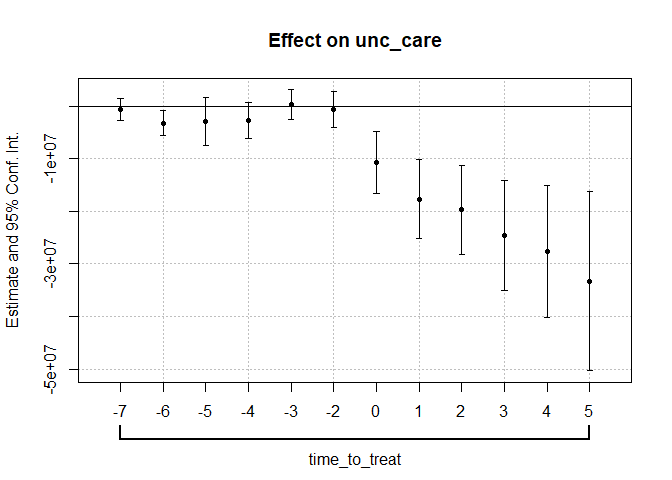 Effect on unc_care
Estimate and 95% Conf. Int.
-1e+07
-3e+07
-5e+07
-7 -6 -5 -4 -3 -2 0 1 2 3 4 5
time_to_treat